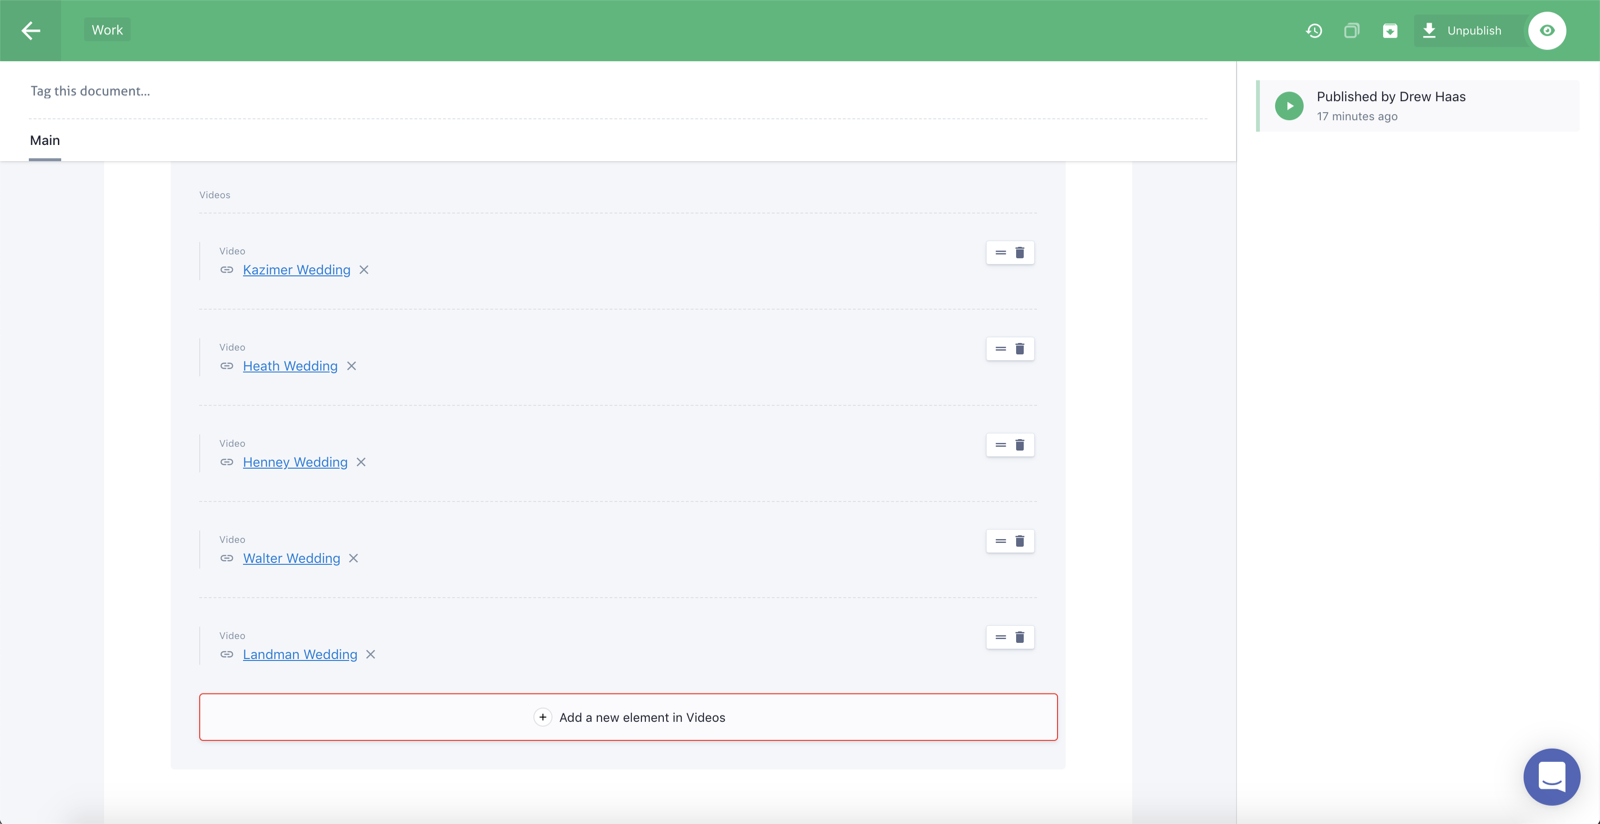 Work
Unpublish
Tag this document...
Main
Published by Drew Haas
17 minutes ago
Videos
Video
Kazimer Wedding
Video
Heath Wedding
Video
Henney Wedding
Video
Walter Wedding
Video
Landman Wedding
Add a new element in Videos